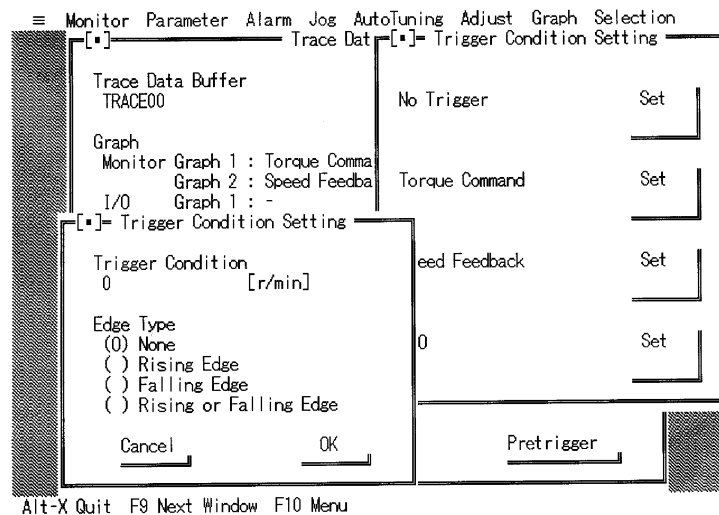 ≡ Monitor Parameter Alarm Jog AutoTuning Adjust Graph Selection
[▪] Trace Dat
[▪] Trigger Condition Setting
Trace Data Buffer
TRACE00
Graph
Monitor Graph 1 : Torque Comma
Graph 2 : Speed Feedba
I/O Graph 1 : -
No Trigger Set
Torque Command Set
eed Feedback Set
O Set
[▪] Trigger Condition Setting
Trigger Condition
0 [r/min]
Edge Type
(O) None
( ) Rising Edge
( ) Falling Edge
( ) Rising or Falling Edge
Cancel OK
Pretrigger
Alt-X Quit F9 Next Window F10 Menu